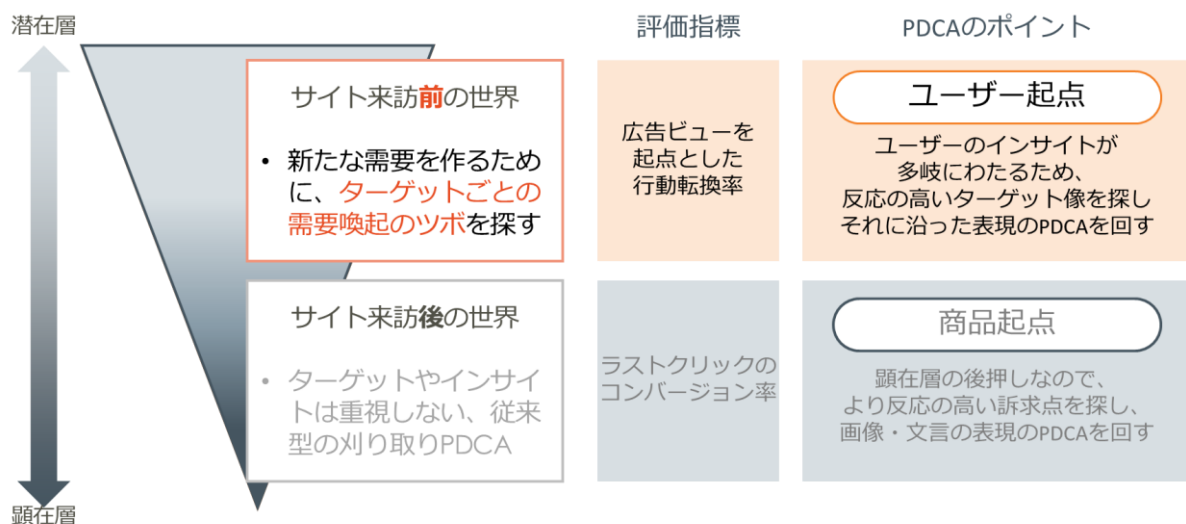 潜在層
評価指標
PDCAのポイント
サイト来訪前の世界
• 新たな需要を作るため
に、ターゲットごとの
需要喚起のツボを探す
広告ビューを
起点とした
行動転換率
ユーザー起点
ユーザーのインサイトが
多岐にわたるため、
反応の高いターゲット像を探し
それに沿った表現のPDCAを回す
サイト来訪後の世界
• ターゲットやインサイ
トは重視しない、従来
型の刈り取りPDCA
ラストクリックの
コンバージョン率
商品起点
顕在層の後押しなので、
より反応の高い訴求点を探し、
画像・文言の表現のPDCAを回す
顕在層